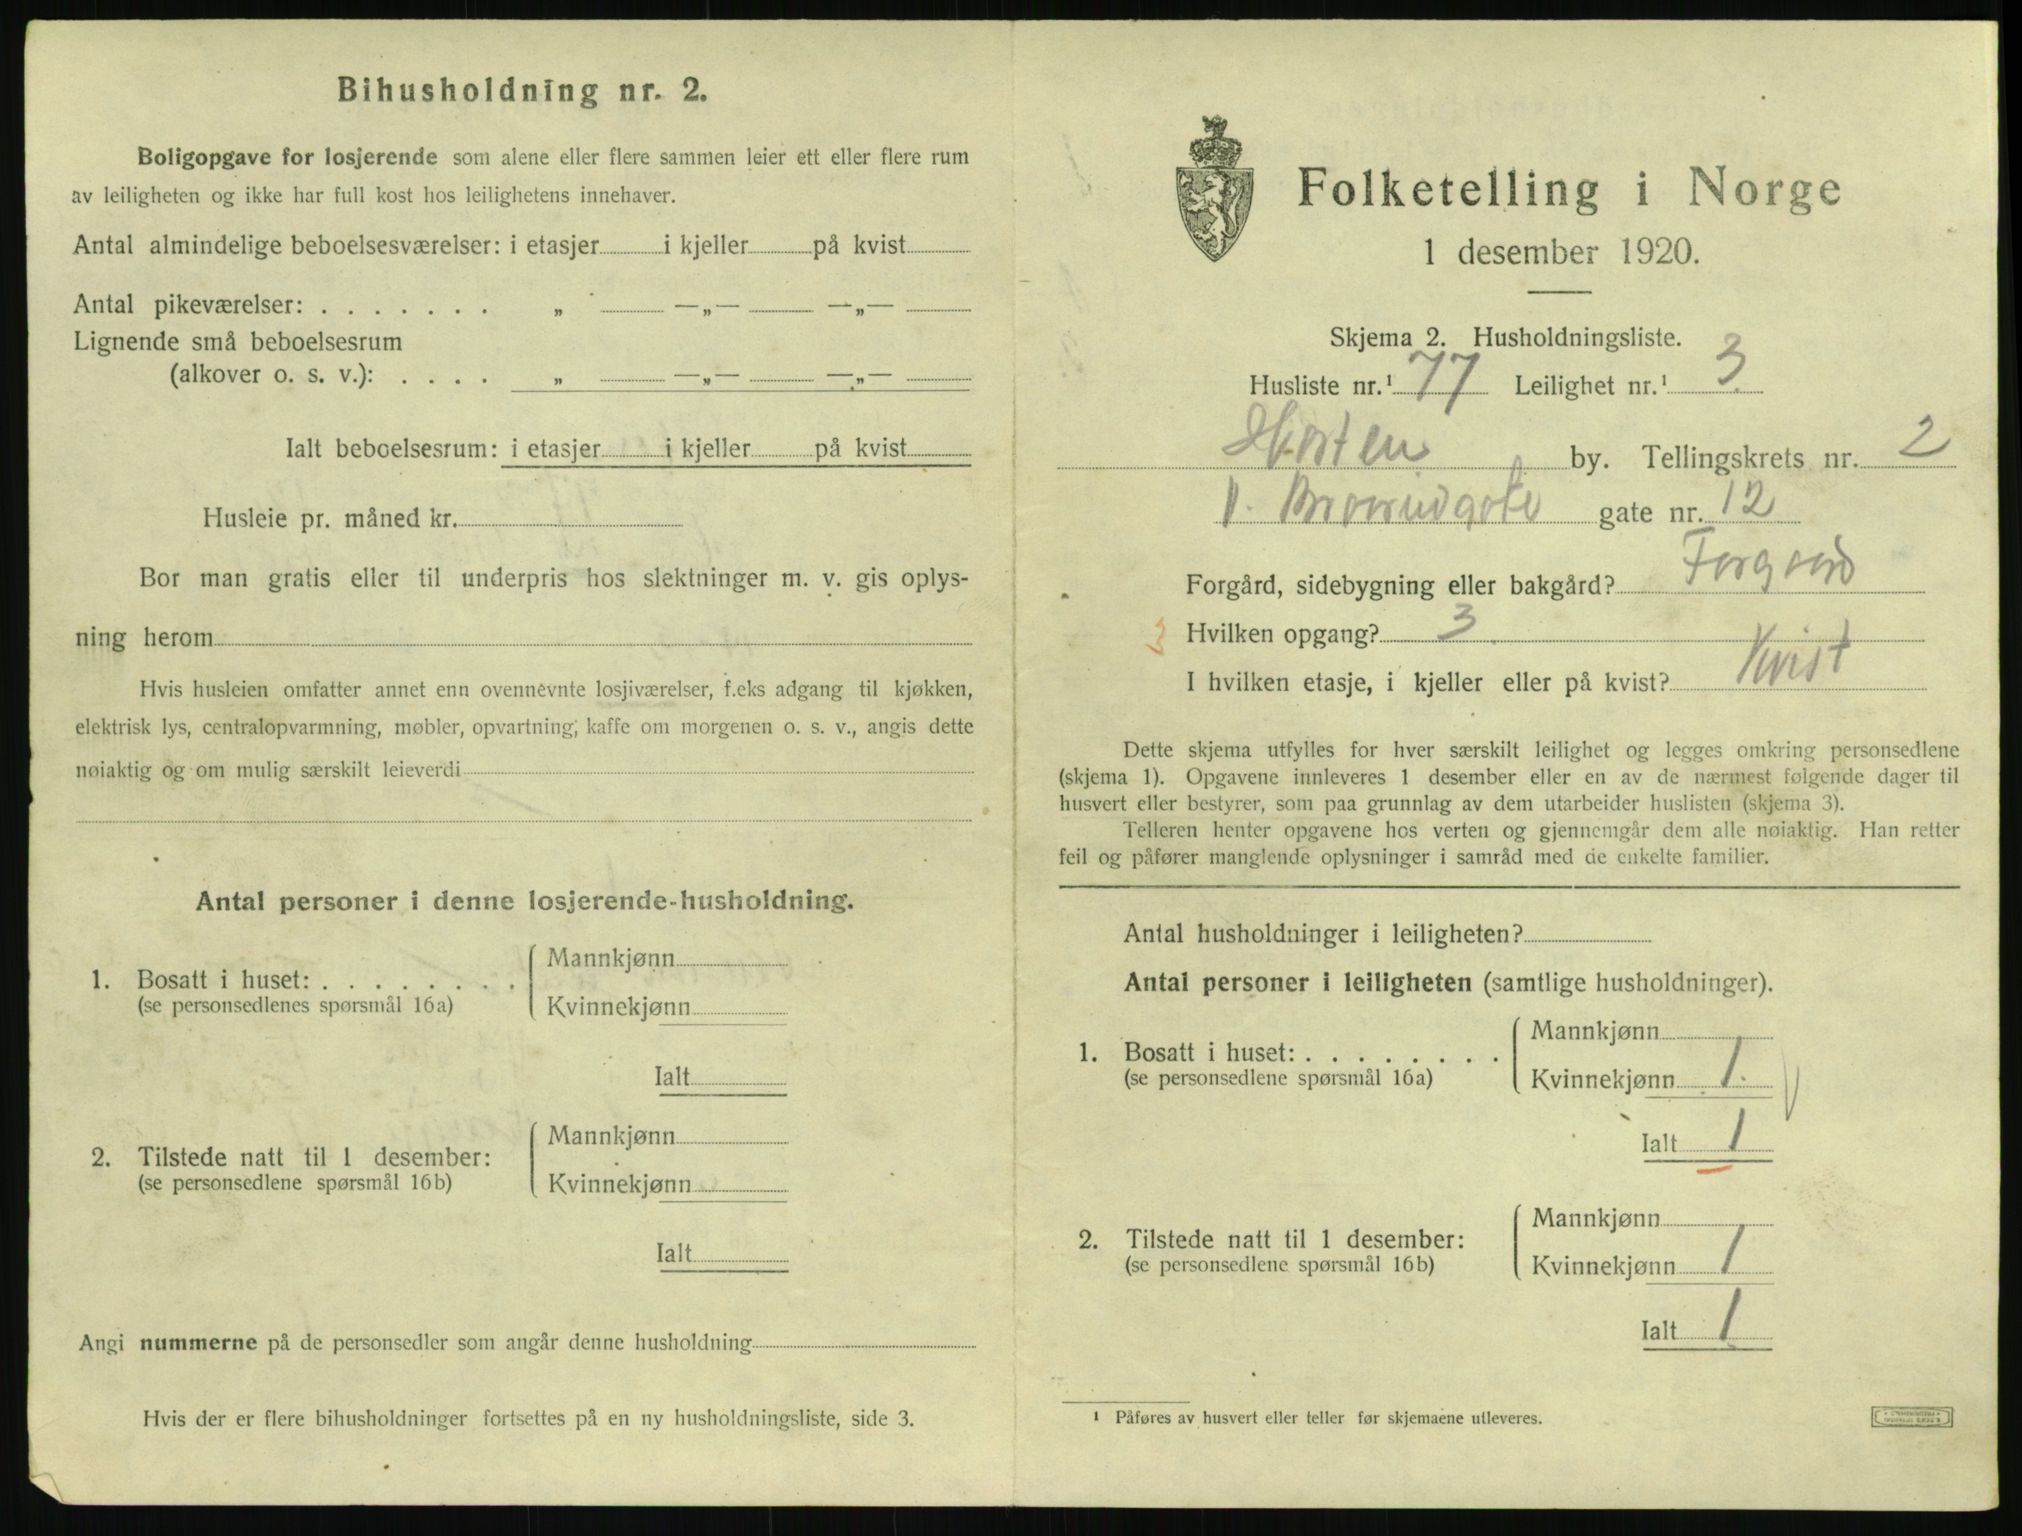 Bihusholdning nr. 2.
Boligopgave for losjerende som alene eller flere sammen leier ett eller flere rum
av leiligheten og ikke har full kost hos leilighetens innehaver.
Antal almindelige beboelsesværelser: i etasjer i kjeller på kvist
Antal pikeværelser: . . . . . . . „ —„— —„—
Lignende små beboelsesrum
(alkover o. s. v.): . . . . „ —„— —„—
Ialt beboelsesrum: i etasjer i kjeller på kvist
Husleie pr. måned kr.
Bor man gratis eller til underpris hos slektninger m. v. gis oplys-
ning herom
Hvis husleien omfatter annet enn ovennevnte losjiværelser, f.eks adgang til kjøkken,
elektrisk lys, centralopvarmning, møbler, opvartning, kaffe om morgenen o. s. v., angis dette
nøiaktig og om mulig særskilt leieverdi
Antal personer i denne losjerende-husholdning.
1. Bosatt i huset: . . . . . . . .
(se personsedlenes spørsmål 16a)
Mannkjønn
Kvinnekjønn
Ialt
2. Tilstede natt til 1 desember:
(se personsedlene spørsmål 16b)
Mannkjønn
Kvinnekjønn
Ialt
Angi nummerne på de personsedler som angår denne husholdning
Hvis der er flere bihusholdninger fortsettes på en ny husholdningsliste, side 3.
Folketelling i Norge
1 desember 1920.
Skjema 2. Husholdningsliste.
Husliste nr.¹ 77 Leilighet nr.¹ 3
Horten by. Tellingskrets nr. 2
gate nr. 12
Forgård, sidebygning eller bakgård? Forgaard
3 Hvilken opgang? 3
I hvilken etasje, i kjeller eller på kvist? Kvist
Dette skjema utfylles for hver særskilt leilighet og legges omkring personsedlene
(skjema 1). Opgavene innleveres 1 desember eller en av de nærmest følgende dager til
husvert eller bestyrer, som paa grunnlag av dem utarbeider huslisten (skjema 3).
Telleren henter opgavene hos verten og gjennemgår dem alle nøiaktig. Han retter
feil og påfører manglende oplysninger i samråd med de enkelte familier.
Antal husholdninger i leiligheten?
Antal personer i leiligheten (samtlige husholdninger).
1. Bosatt i huset: . . . . . . . .
(se personsedlene spørsmål 16a)
Mannkjønn
Kvinnekjønn 1.
Ialt 1
2. Tilstede natt til 1 desember:
(se personsedlene spørsmål 16b)
Mannkjønn
Kvinnekjønn 1
Ialt 1
¹ Påføres av husvert eller teller før skjemaene utleveres.